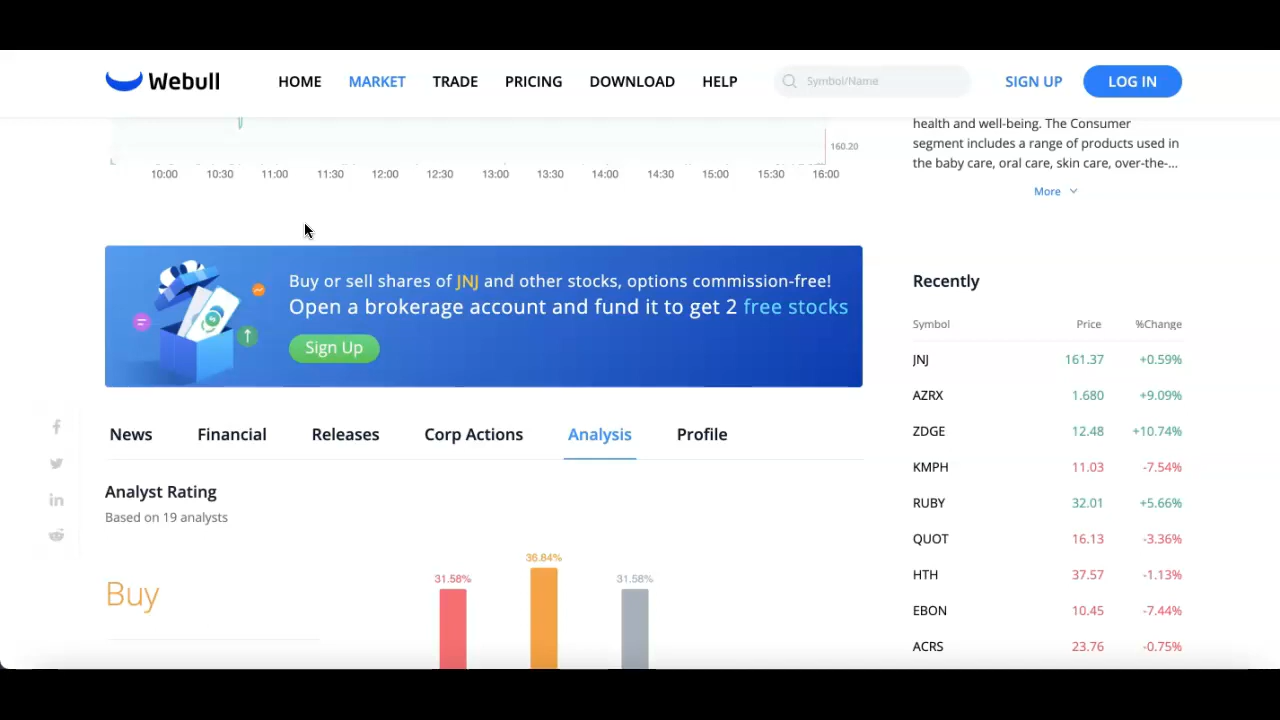 Webull
HOME MARKET TRADE PRICING DOWNLOAD HELP Symbol/Name SIGN UP LOG IN
160.20
10:00 10:30 11:00 11:30 12:00 12:30 13:00 13:30 14:00 14:30 15:00 15:30 16:00
health and well-being. The Consumer
segment includes a range of products used in
the baby care, oral care, skin care, over-the-...
More
Buy or sell shares of JNJ and other stocks, options commission-free!
Open a brokerage account and fund it to get 2 free stocks
Sign Up
News Financial Releases Corp Actions Analysis Profile
Analyst Rating
Based on 19 analysts
Buy
31.58% 36.84% 31.58%
Recently
Symbol Price %Change
JNJ 161.37 +0.59%
AZRX 1.680 +9.09%
ZDGE 12.48 +10.74%
KMPH 11.03 -7.54%
RUBY 32.01 +5.66%
QUOT 16.13 -3.36%
HTH 37.57 -1.13%
EBON 10.45 -7.44%
ACRS 23.76 -0.75%